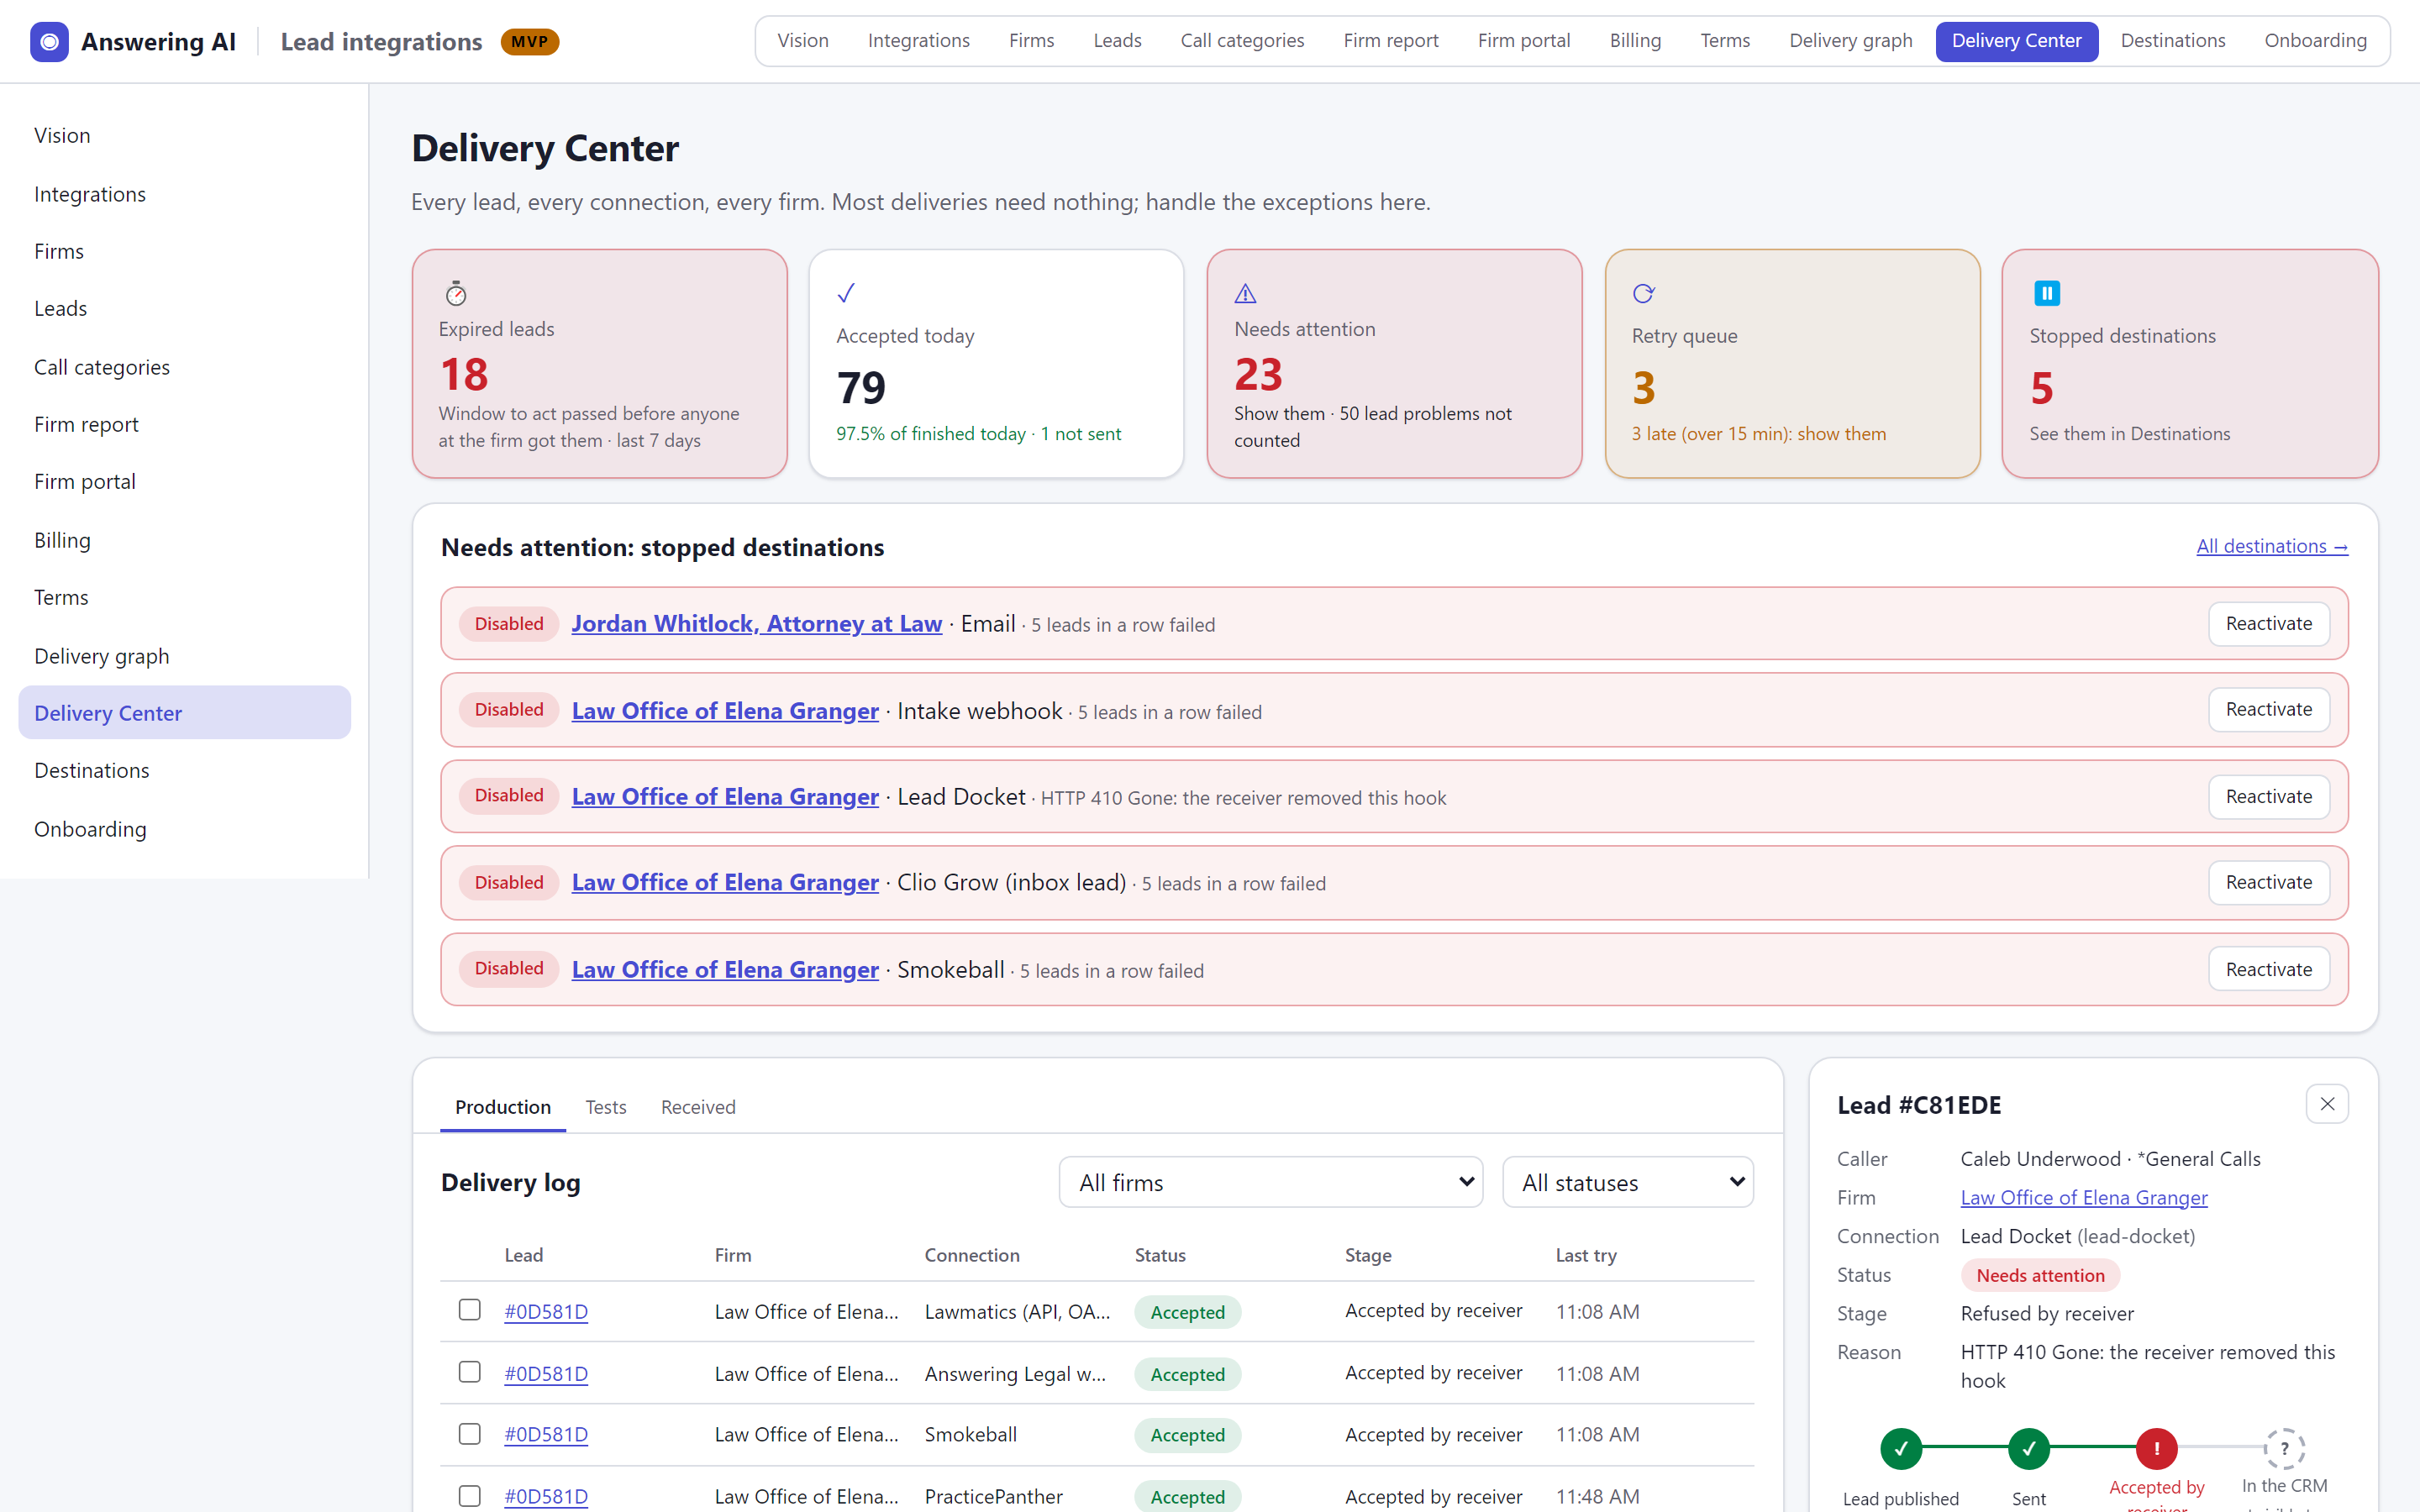 Answering AI
Lead integrations
MVP
Vision
Integrations
Firms
Leads
Call categories
Firm report
Firm portal
Billing
Terms
Delivery graph
Delivery Center
Destinations
Onboarding
Vision
Integrations
Firms
Leads
Call categories
Firm report
Firm portal
Billing
Terms
Delivery graph
Delivery Center
Destinations
Onboarding
Delivery Center
Every lead, every connection, every firm. Most deliveries need nothing; handle the exceptions here.
Expired leads
18
Window to act passed before anyone
at the firm got them · last 7 days
Accepted today
79
97.5% of finished today · 1 not sent
Needs attention
23
Show them · 50 lead problems not
counted
Retry queue
3
3 late (over 15 min): show them
Stopped destinations
5
See them in Destinations
Needs attention: stopped destinations
All destinations →
Disabled Jordan Whitlock, Attorney at Law · Email · 5 leads in a row failed Reactivate
Disabled Law Office of Elena Granger · Intake webhook · 5 leads in a row failed Reactivate
Disabled Law Office of Elena Granger · Lead Docket · HTTP 410 Gone: the receiver removed this hook Reactivate
Disabled Law Office of Elena Granger · Clio Grow (inbox lead) · 5 leads in a row failed Reactivate
Disabled Law Office of Elena Granger · Smokeball · 5 leads in a row failed Reactivate
Production Tests Received
Delivery log
All firms
All statuses
Lead Firm Connection Status Stage Last try
#0D581D Law Office of Elena... Lawmatics (API, OA... Accepted Accepted by receiver 11:08 AM
#0D581D Law Office of Elena... Answering Legal w... Accepted Accepted by receiver 11:08 AM
#0D581D Law Office of Elena... Smokeball Accepted Accepted by receiver 11:08 AM
#0D581D Law Office of Elena... PracticePanther Accepted Accepted by receiver 11:48 AM
Lead #C81EDE
Caller Caleb Underwood · *General Calls
Firm Law Office of Elena Granger
Connection Lead Docket (lead-docket)
Status Needs attention
Stage Refused by receiver
Reason HTTP 410 Gone: the receiver removed this
hook
Lead published
Sent
Accepted by
receiver
In the CRM